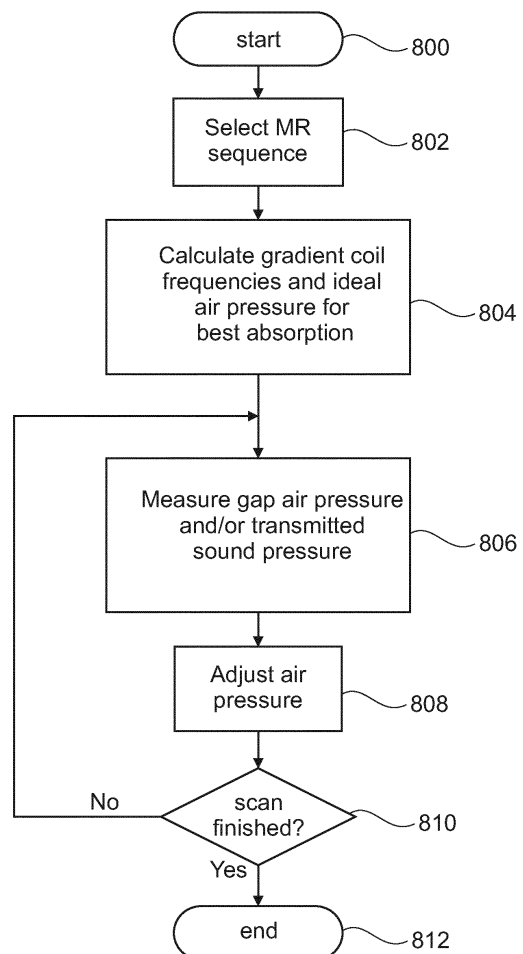 start
800
Select MR
sequence
802
Calculate gradient coil
frequencies and ideal
air pressure for
best absorption
804
Measure gap air pressure
and/or transmitted
sound pressure
806
Adjust air
pressure
808
scan
finished?
810
No
Yes
end
812